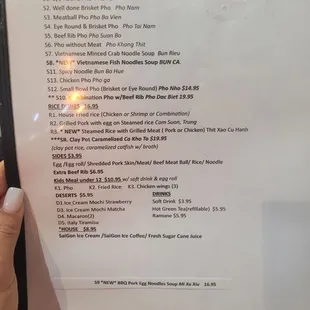 S2. Well done Brisket Pho Pho Nam
S3. Meatball Pho Pho Bo Vien
S4. Eye Round & Brisket Pho Pho Tai Nam
S5. Beef Rib Pho Pho Suon Bo
S6. Pho without Meat Pho Khong Thit
S7. Vietnamese Minced Crab Noodle Soup Bun Rieu
S8. *NEW* Vietnamese Fish Noodles Soup BUN CA.
S11. Spicy Noodle Bun Bo Hue
S13. Chicken Pho Pho ga
S12. Small Bowl Pho (Brisket or Eye Round) Pho Nho $14.95
** S10. Combination Pho w/Beef Rib Pho Dac Biet 19.95
RICE DISHES $16.95
R1. House Fried rice (Chicken or Shrimp or Combination)
R2. Grilled Pork with egg on Steamed rice Com Suon, Trung
R3. * NEW* Steamed Rice with Grilled Meat ( Pork or Chicken) Thit Xao Cu Hanh
***SR. Clay Pot Caramelized Ca Kho To $19.95
(clay pot rice, caramelized catfish w/ broth)
SIDES $3.95
Egg /Egg roll/ Shredded Pork Skin/Meat/ Beef Meat Ball/ Rice/ Noodle
Extra Beef Rib $6.95
Kids Meal under 12 $10.95 w/ soft drink & egg roll
K1. Pho K2. Fried Rice K3. Chicken wings (3)
DESERTS $5.95 DRINKS
D1.Ice Cream Mochi Strawberry Soft Drink $3.95
D3. Ice Cream Mochi Matcha Hot Green Tea(refillable) $5.95
D4. Macaron(2) Ramune $5.95
D5. Italy Tiramisu
*HOUSE $8.95
SaiGon Ice Cream /SaiGon Ice Coffee/ Fresh Sugar Cane Juice
S9 *NEW* BBQ Pork Egg Noodles Soup Mi Xa Xiu 16.95